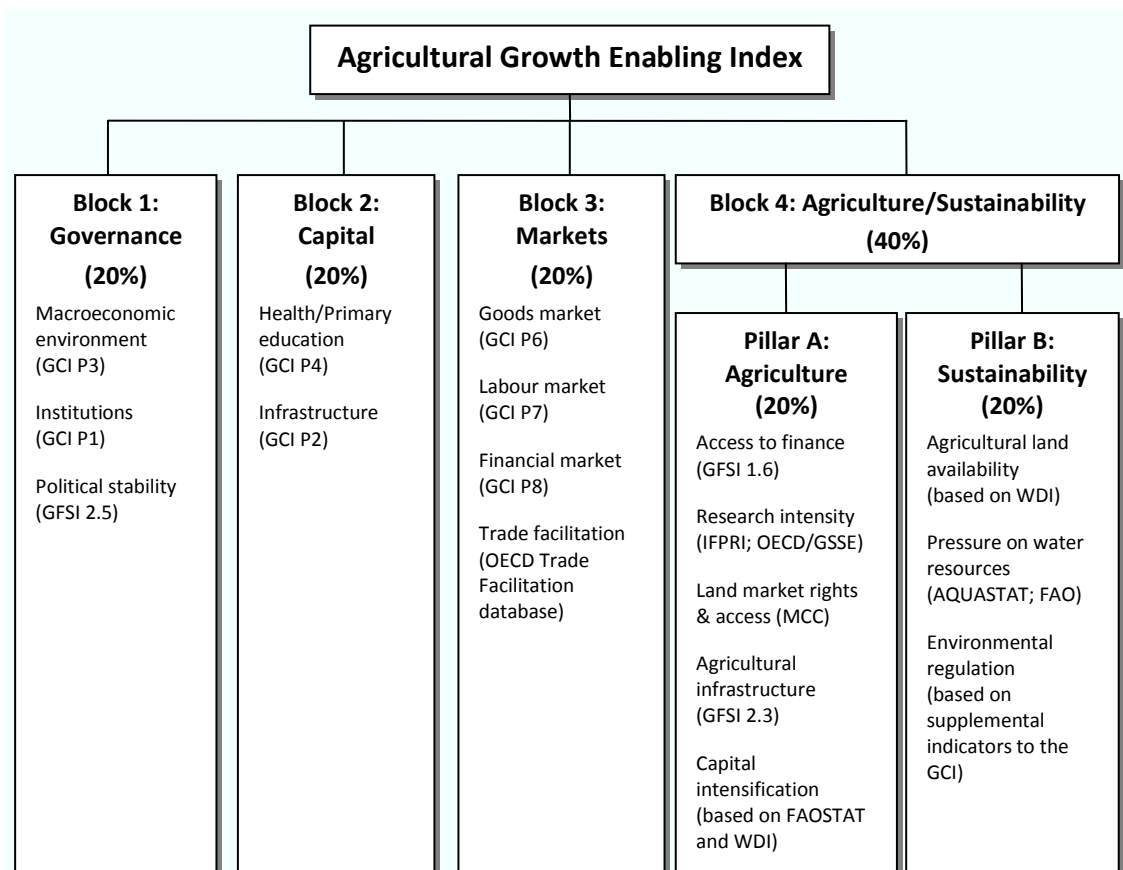 Agricultural Growth Enabling Index
Block 1:
Governance
(20%)
Macroeconomic
environment
(GCI P3)
Institutions
(GCI P1)
Political stability
(GFSI 2.5)
Block 2:
Capital
(20%)
Health/Primary
education
(GCI P4)
Infrastructure
(GCI P2)
Block 3:
Markets
(20%)
Goods market
(GCI P6)
Labour market
(GCI P7)
Financial market
(GCI P8)
Trade facilitation
(OECD Trade
Facilitation
database)
Block 4: Agriculture/Sustainability
(40%)
Pillar A:
Agriculture
(20%)
Access to finance
(GFSI 1.6)
Research intensity
(IFPRI; OECD/GSSE)
Land market rights
& access (MCC)
Agricultural
infrastructure
(GFSI 2.3)
Capital
intensification
(based on FAOSTAT
and WDI)
Pillar B:
Sustainability
(20%)
Agricultural land
availability
(based on WDI)
Pressure on water
resources
(AQUASTAT; FAO)
Environmental
regulation
(based on
supplemental
indicators to the
GCI)